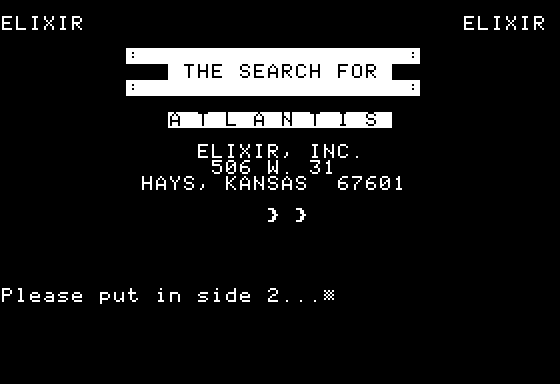 ELIXIR ELIXIR
: :
THE SEARCH FOR
: :
A T L A N T I S
ELIXIR, INC.
506 W. 31
HAYS, KANSAS 67601
} }
Please put in side 2...